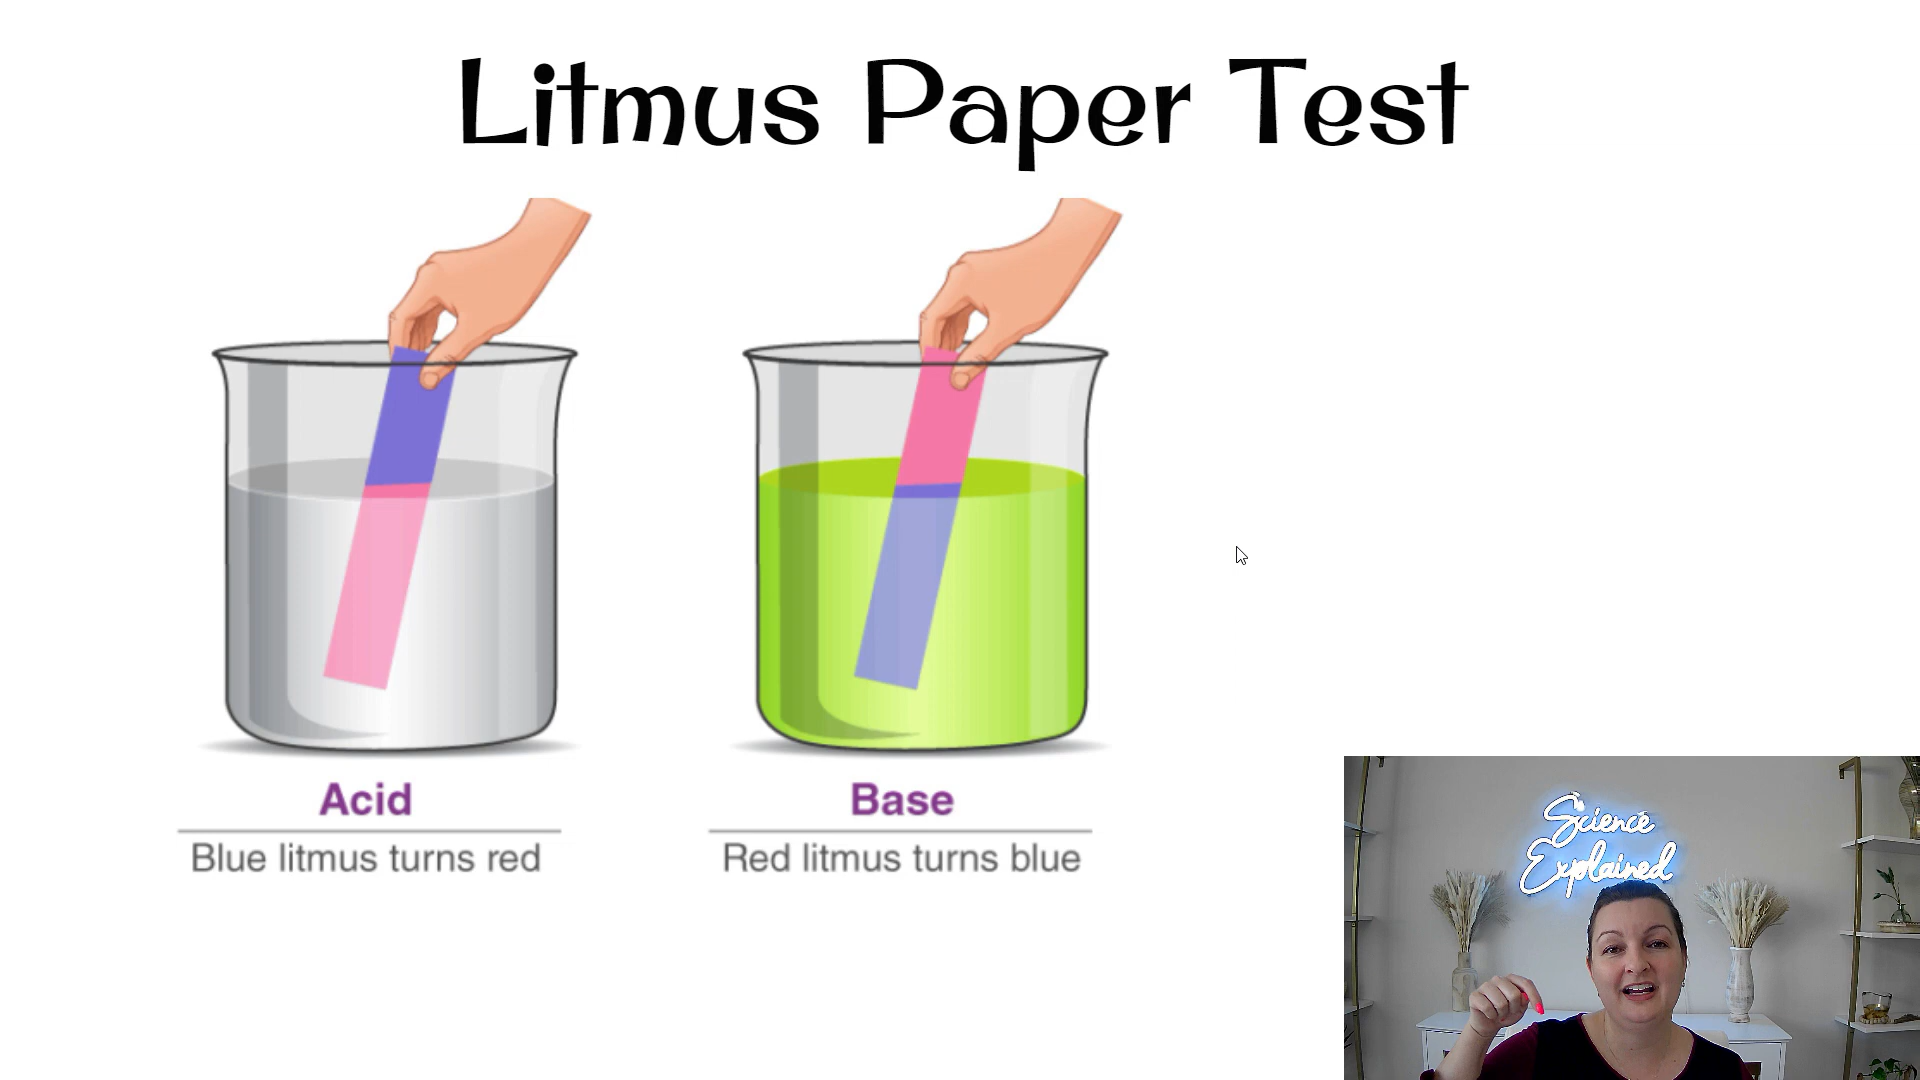 Litmus Paper Test
Acid
Blue litmus turns red
Base
Red litmus turns blue
Science
Explained